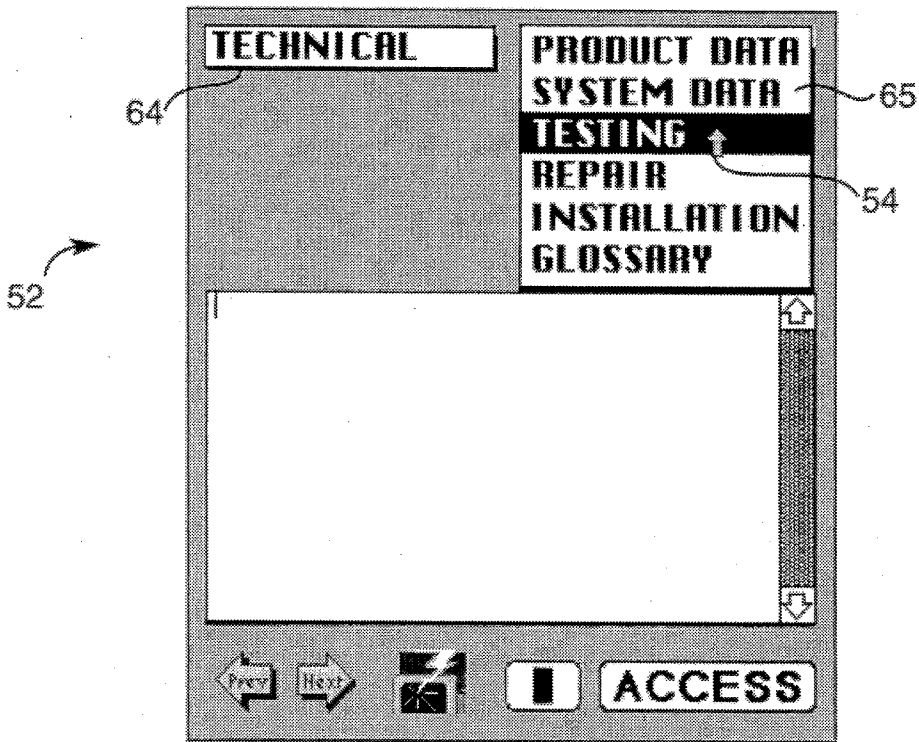 TECHNICAL
PRODUCT DATA
64
SYSTEM DATA
65
TESTING
REPAIR
54
INSTALLATION
52
GLOSSARY
Prev
Next
ACCESS